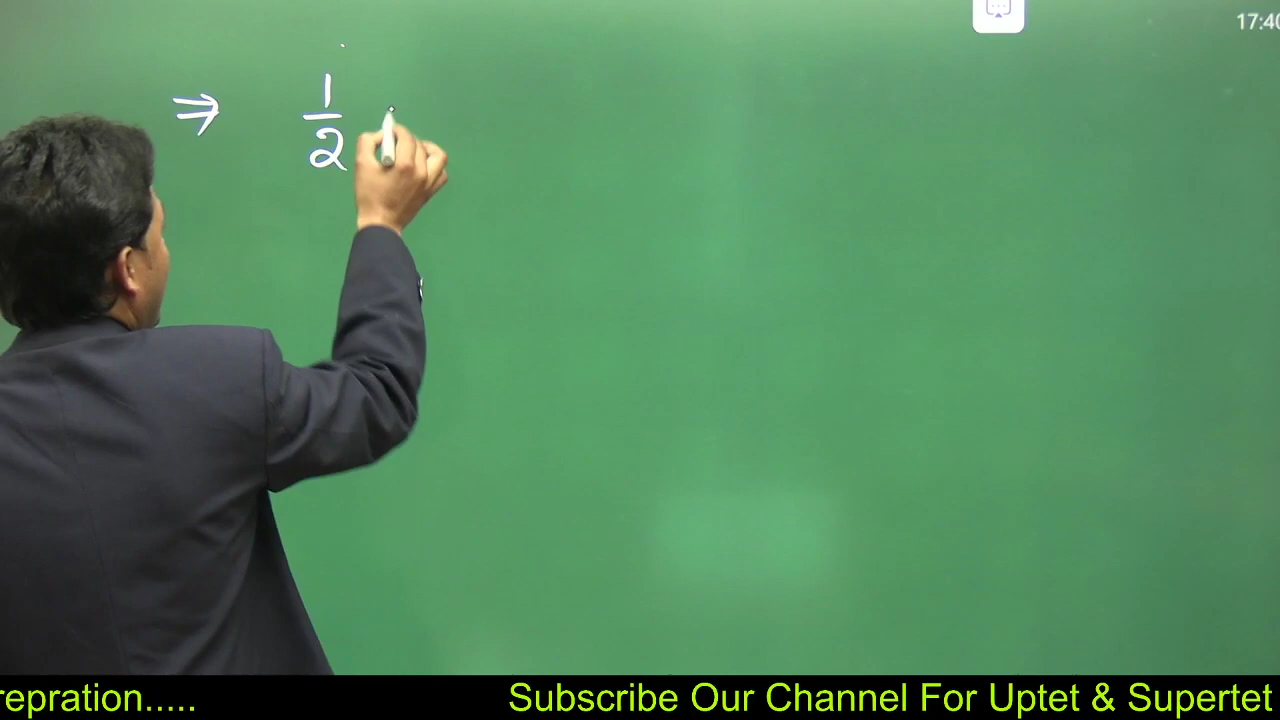 17:40
⇒ 1/2
repration..... Subscribe Our Channel For Uptet & Supertet